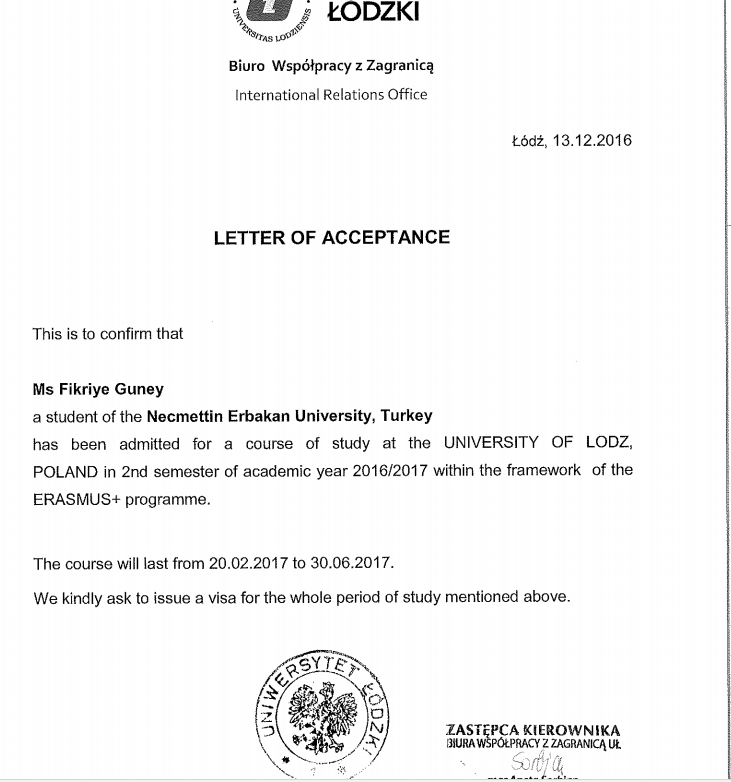 UNIVERSITAS LODZIENSIS
ŁÓDZKI
Biuro Współpracy z Zagranicą
International Relations Office
Łódź, 13.12.2016
LETTER OF ACCEPTANCE
This is to confirm that
Ms Fikriye Guney
a student of the Necmettin Erbakan University, Turkey
has been admitted for a course of study at the UNIVERSITY OF LODZ,
POLAND in 2nd semester of academic year 2016/2017 within the framework of the
ERASMUS+ programme.
The course will last from 20.02.2017 to 30.06.2017.
We kindly ask to issue a visa for the whole period of study mentioned above.
UNIWERSYTET ŁÓDZKI
ZASTĘPCA KIEROWNIKA
BIURA WSPÓŁPRACY Z ZAGRANICĄ UŁ